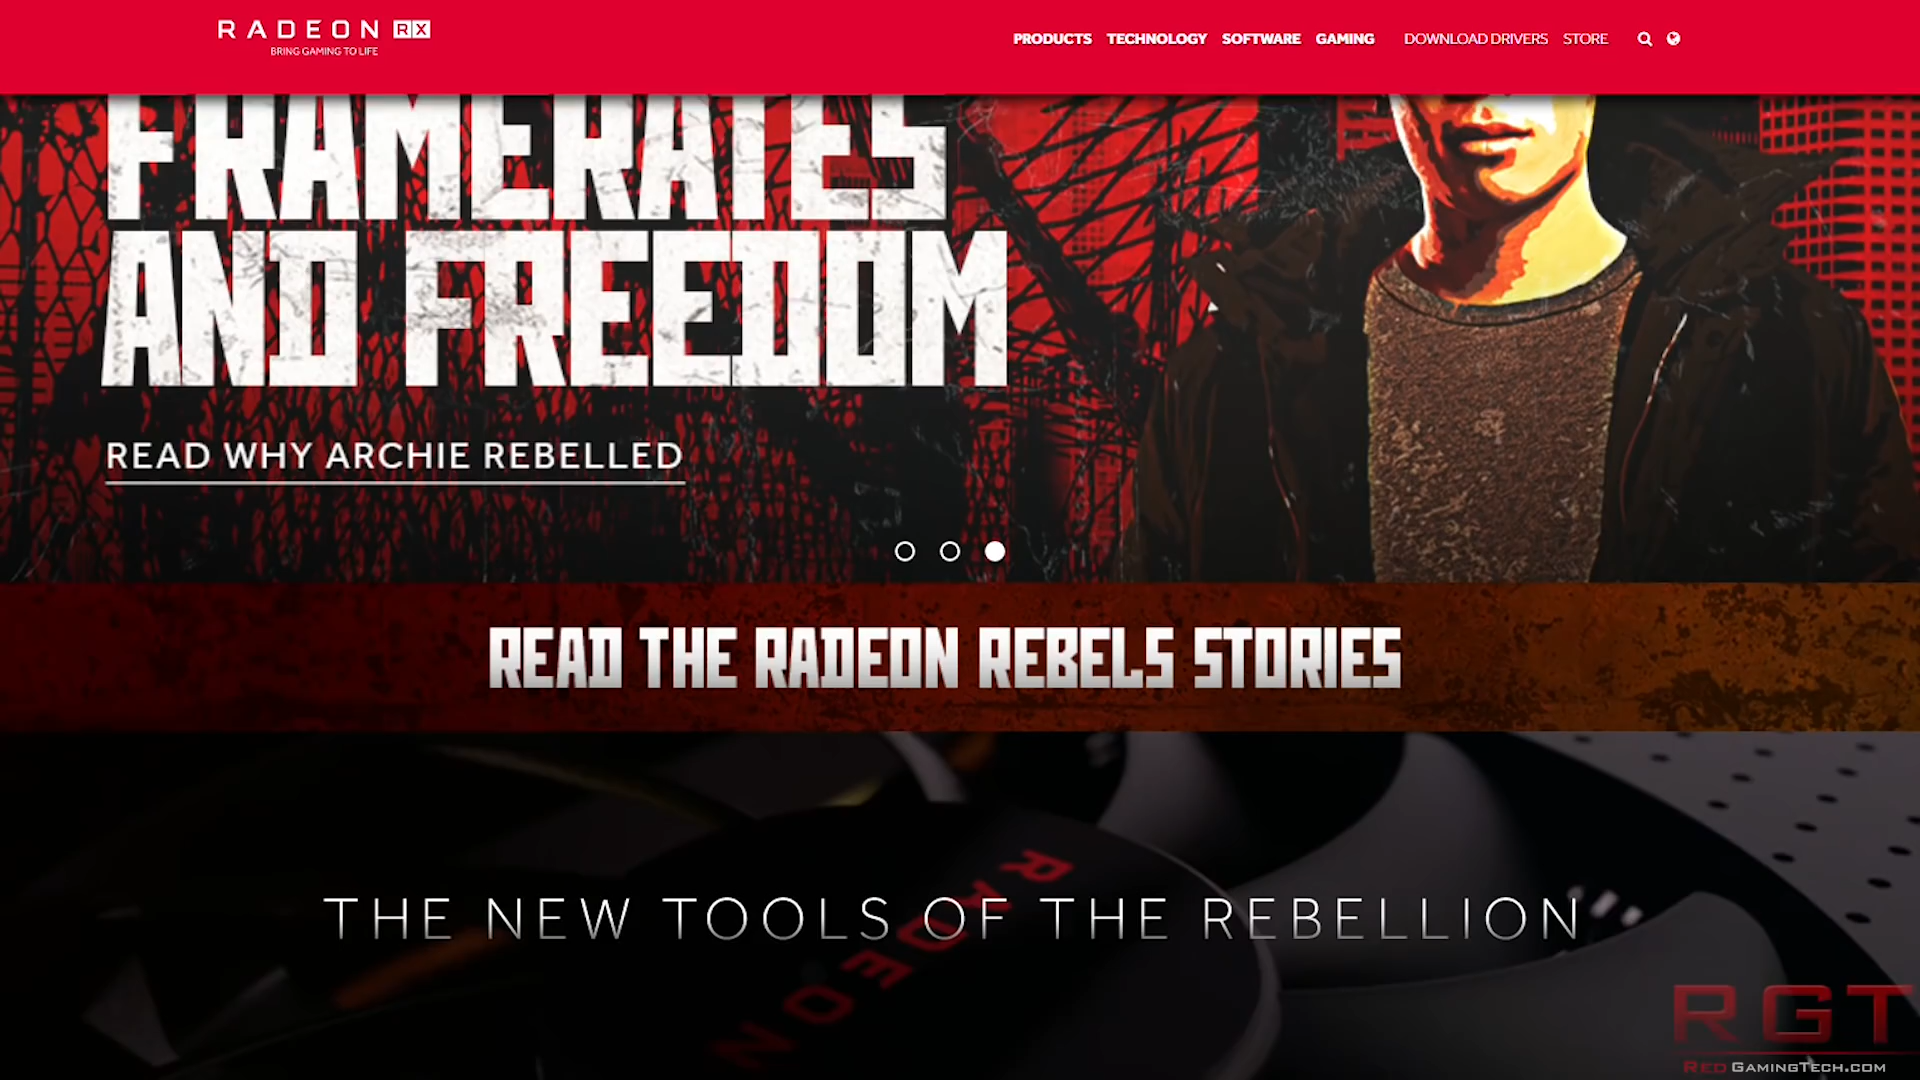 RADEON RX
BRING GAMING TO LIFE
PRODUCTS TECHNOLOGY SOFTWARE GAMING DOWNLOAD DRIVERS STORE
FRAMERATES
AND FREEDOM
READ WHY ARCHIE REBELLED
READ THE RADEON REBELS STORIES
RADEON
THE NEW TOOLS OF THE REBELLION
RGT
REDGAMINGTECH.COM